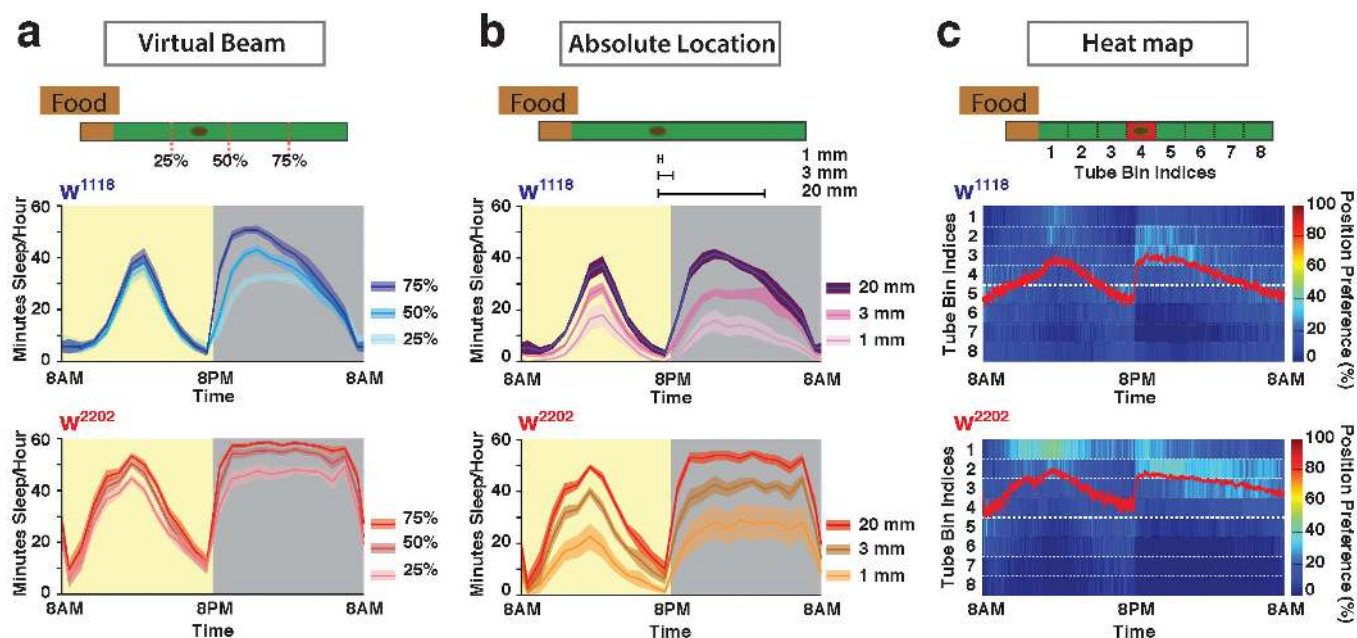 a
Virtual Beam
Food
25% 50% 75%
w1118
60
40
20
0
Minutes Sleep/Hour
75%
50%
25%
8AM 8PM 8AM
Time
w2202
60
40
20
0
Minutes Sleep/Hour
75%
50%
25%
8AM 8PM 8AM
Time
b
Absolute Location
Food
1 mm
3 mm
20 mm
w1118
60
40
20
0
Minutes Sleep/Hour
20 mm
3 mm
1 mm
8AM 8PM 8AM
Time
w2202
60
40
20
0
Minutes Sleep/Hour
20 mm
3 mm
1 mm
8AM 8PM 8AM
Time
c
Heat map
Food
1 2 3 4 5 6 7 8
Tube Bin Indices
w1118
1
2
3
4
5
6
7
8
Tube Bin Indices
100
80
60
40
20
0
Position Preference (%)
8AM 8PM 8AM
Time
w2202
1
2
3
4
5
6
7
8
Tube Bin Indices
100
80
60
40
20
0
Position Preference (%)
8AM 8PM 8AM
Time